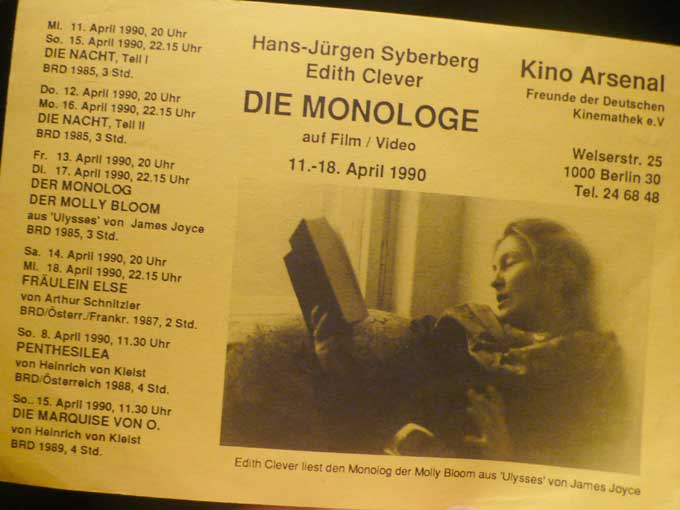 Mi. 11. April 1990, 20 Uhr
So. 15. April 1990, 22.15 Uhr
DIE NACHT, Teil I
BRD 1985, 3 Std.
Do. 12. April 1990, 20 Uhr
Mo. 16. April 1990, 22.15 Uhr
DIE NACHT, Teil II
BRD 1985, 3 Std.
Fr. 13. April 1990, 20 Uhr
Di. 17. April 1990, 22.15 Uhr
DER MONOLOG
DER MOLLY BLOOM
aus 'Ulysses' von James Joyce
BRD 1985, 3 Std.
Sa. 14. April 1990, 20 Uhr
Mi. 18. April 1990, 22.15 Uhr
FRÄULEIN ELSE
von Arthur Schnitzler
BRD/Österr./Frankr. 1987, 2 Std.
So. 8. April 1990, 11.30 Uhr
PENTHESILEA
von Heinrich von Kleist
BRD/Österreich 1988, 4 Std.
So.. 15. April 1990, 11.30 Uhr
DIE MARQUISE VON O.
von Heinrich von Kleist
BRD 1989, 4 Std.
Hans-Jürgen Syberberg
Edith Clever
DIE MONOLOGE
auf Film / Video
11.-18. April 1990
Kino Arsenal
Freunde der Deutschen
Kinemathek e.V
Welserstr. 25
1000 Berlin 30
Tel. 24 68 48
Edith Clever liest den Monolog der Molly Bloom aus 'Ulysses' von James Joyce